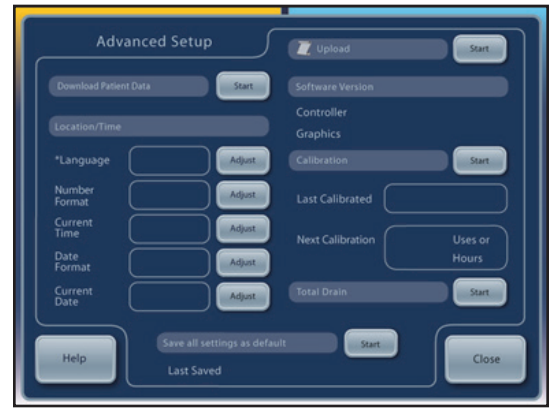 Advanced Setup
Download Patient Data
Start
Location/Time
*Language
Adjust
Number
Format
Adjust
Current
Time
Adjust
Date
Format
Adjust
Current
Date
Adjust
Upload
Start
Software Version
Controller
Graphics
Calibration
Start
Last Calibrated
Next Calibration
Uses or
Hours
Total Drain
Start
Save all settings as default
Start
Last Saved
Help
Close